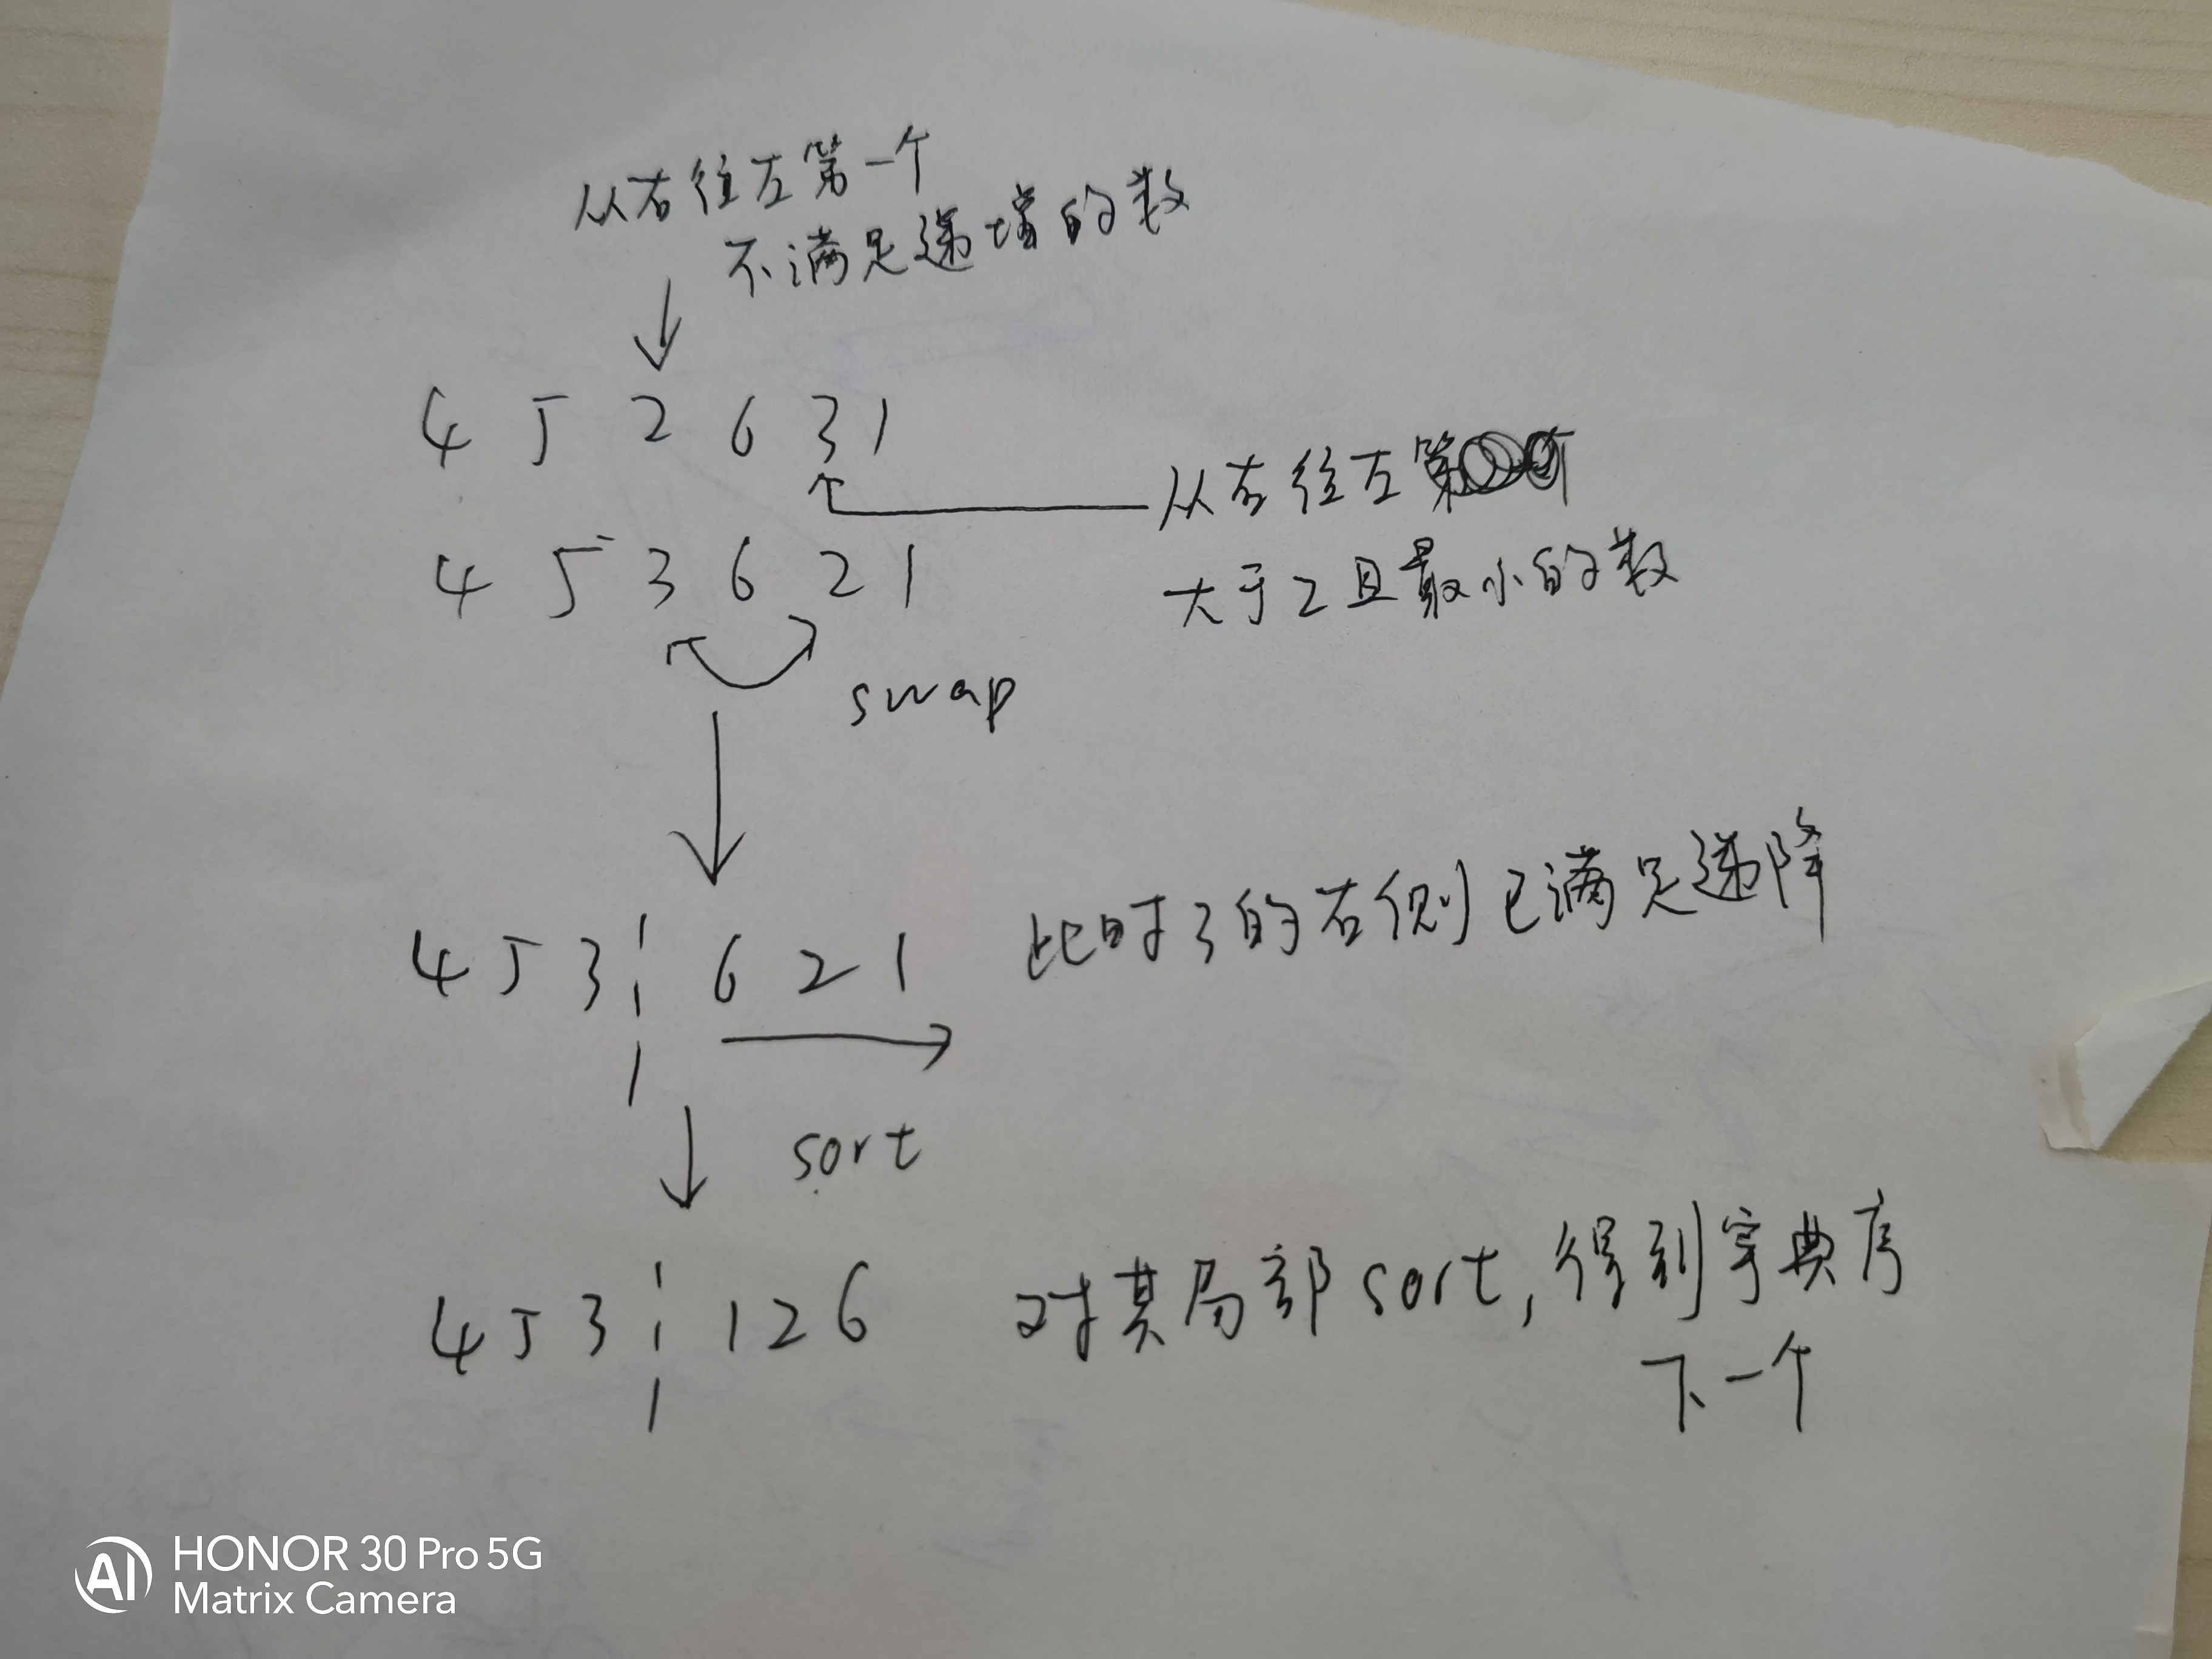 从右往左第一个
不满足递增的数
4 5 2 6 3 1
从右往左第
大于2且最小的数
4 5 3 6 2 1
swap
4 5 3 6 2 1 此时3的右侧已满足递降
sort
4 5 3 1 2 6 对其局部sort,得到字典序
下一个
AI HONOR 30 Pro 5G
Matrix Camera